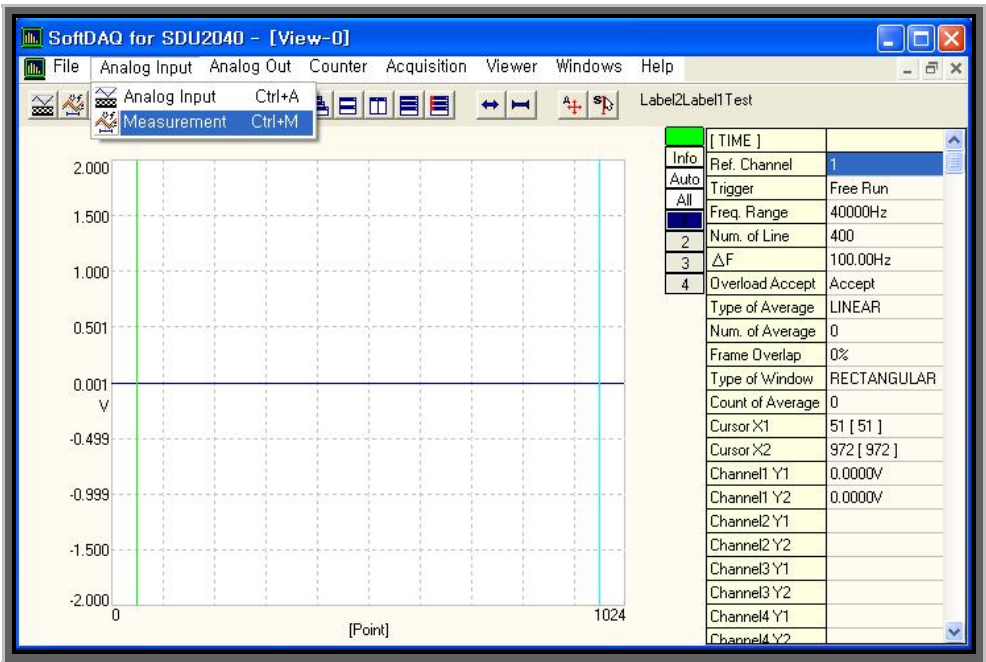 SoftDAQ for SDU2040 - [View-0]
File Analog Input Analog Out Counter Acquisition Viewer Windows Help
Analog Input Ctrl+A
Measurement Ctrl+M
Label2Label1Test
2.000
1.500
1.000
0.501
0.001
V
-0.499
-0.999
-1.500
-2.000
0
1024
[Point]
Info
Auto
All
1
2
3
4
[ TIME ]
Ref. Channel 1
Trigger Free Run
Freq. Range 40000Hz
Num. of Line 400
△F 100.00Hz
Overload Accept Accept
Type of Average LINEAR
Num. of Average 0
Frame Overlap 0%
Type of Window RECTANGULAR
Count of Average 0
Cursor X1 51 [ 51 ]
Cursor X2 972 [ 972 ]
Channel1 Y1 0.0000V
Channel1 Y2 0.0000V
Channel2 Y1
Channel2 Y2
Channel3 Y1
Channel3 Y2
Channel4 Y1
Channel4 Y2